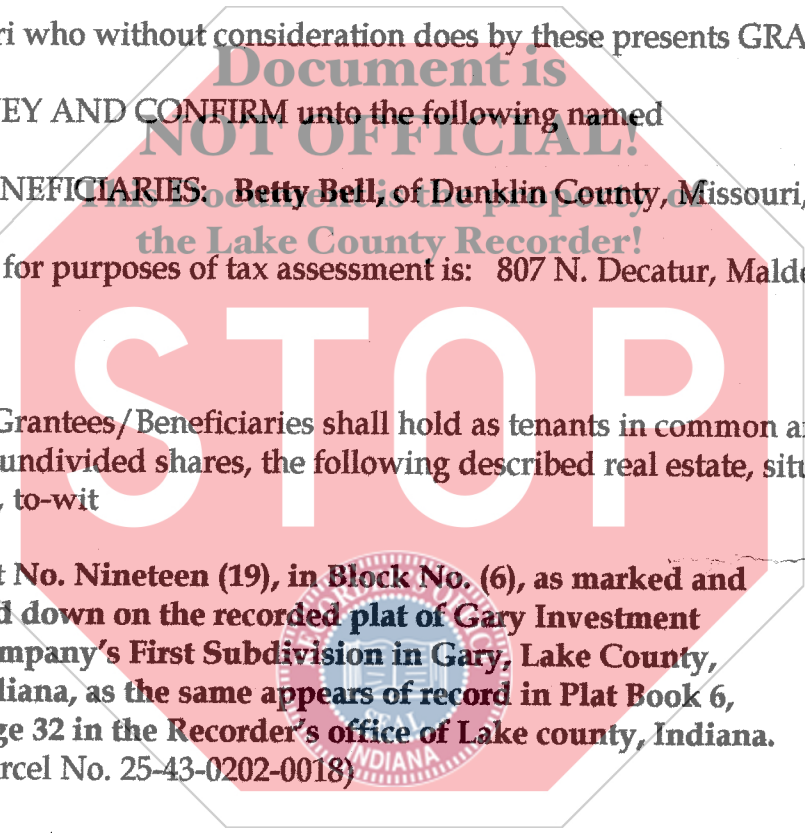 ri who without consideration does by these presents GRA
Document is
EY AND CONFIRM unto the following named
NOT OFFICIAL!
NEFICIARIES: Betty Bell, of Dunklin County, Missouri,
This Document is the property of
the Lake County Recorder!
for purposes of tax assessment is: 807 N. Decatur, Malde
STOP
Grantees/Beneficiaries shall hold as tenants in common a
undivided shares, the following described real estate, situ
, to-wit
t No. Nineteen (19), in Block No. (6), as marked and
d down on the recorded plat of Gary Investment
mpany's First Subdivision in Gary, Lake County,
diana, as the same appears of record in Plat Book 6,
ge 32 in the Recorder's office of Lake county, Indiana.
rcel No. 25-43-0202-0018)
SEAL
INDIANA